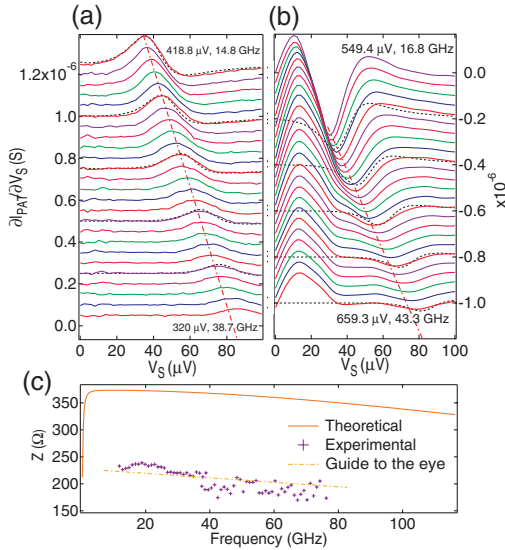 (a)
(b)
418.8 µV, 14.8 GHz
549.4 µV, 16.8 GHz
1.2x10⁻⁶
1.0
0.8
0.6
0.4
0.2
0.0
∂I_PAT/∂V_S (S)
320 µV, 38.7 GHz
0 20 40 60 80
V_S (µV)
0.0
-0.2
-0.4
-0.6
-0.8
-1.0
x10⁻⁶
659.3 µV, 43.3 GHz
0 20 40 60 80 100
V_S (µV)
(c)
Z (Ω)
350
300
250
200
150
Theoretical
Experimental
Guide to the eye
20 40 60 80 100
Frequency (GHz)